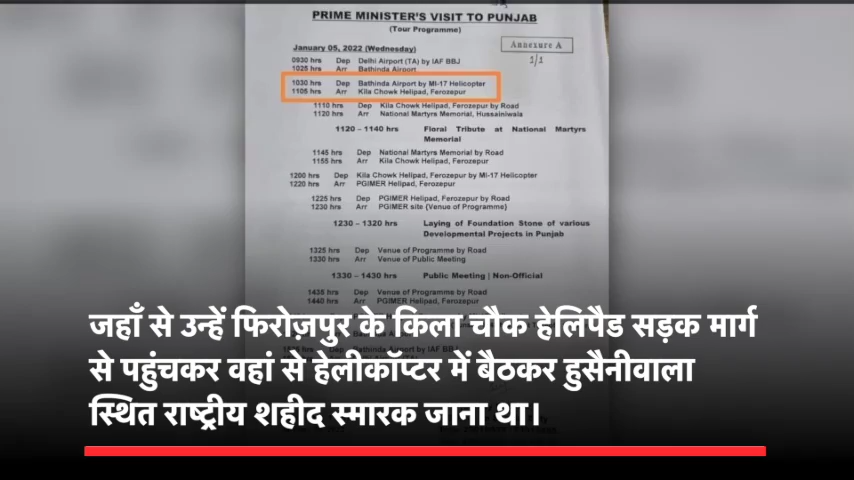 PRIME MINISTER'S VISIT TO PUNJAB
(Tour Programme)
Annexure A
1/1
January 05, 2022 (Wednesday)
0930 hrs Dep Delhi Airport (TA) by IAF BBJ
1025 hrs Arr Bathinda Airport
1030 hrs Dep Bathinda Airport by MI-17 Helicopter
1105 hrs Arr Kila Chowk Helipad, Ferozepur
1110 hrs Dep Kila Chowk Helipad, Ferozepur by Road
1120 hrs Arr National Martyrs Memorial, Hussainiwala
1120 – 1140 hrs Floral Tribute at National Martyrs
Memorial
1145 hrs Dep National Martyrs Memorial by Road
1155 hrs Arr Kila Chowk Helipad, Ferozepur
1200 hrs Dep Kila Chowk Helipad, Ferozepur by MI-17 Helicopter
1220 hrs Arr PGIMER Helipad, Ferozepur
1225 hrs Dep PGIMER Helipad, Ferozepur by Road
1230 hrs Arr PGIMER site (Venue of Programme)
1230 – 1320 hrs Laying of Foundation Stone of various
Developmental Projects in Punjab
1325 hrs Dep Venue of Programme by Road
1330 hrs Arr Venue of Public Meeting
1330 – 1430 hrs Public Meeting | Non-Official
1435 hrs Dep Venue of Programme by Road
1440 hrs Arr PGIMER Helipad, Ferozepur
जहाँ से उन्हें फिरोज़पुर के किला चौक हेलिपैड सड़क मार्ग
से पहुंचकर वहां से हेलीकॉप्टर में बैठकर हुसैनीवाला
Dep Bathinda Airport by IAF BBJ
स्थित राष्ट्रीय शहीद स्मारक जाना था।